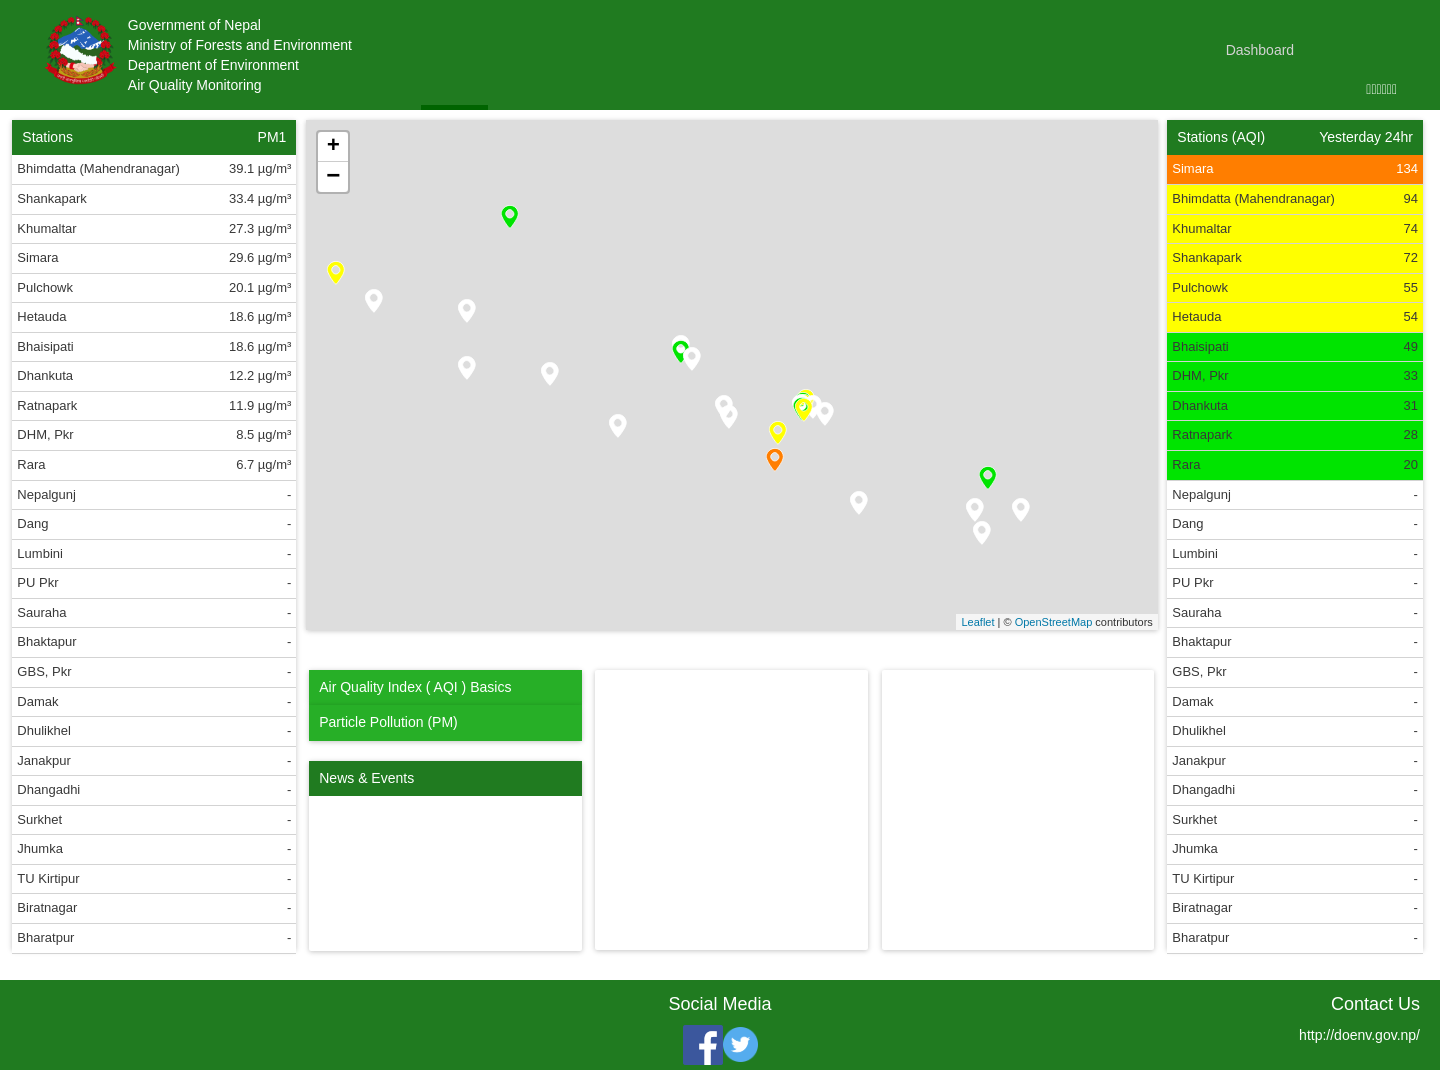 Government of Nepal
Ministry of Forests and Environment
Department of Environment
Air Quality Monitoring
Dashboard
Stations PM1
Bhimdatta (Mahendranagar) 39.1 µg/m³
Shankapark 33.4 µg/m³
Khumaltar 27.3 µg/m³
Simara 29.6 µg/m³
Pulchowk 20.1 µg/m³
Hetauda 18.6 µg/m³
Bhaisipati 18.6 µg/m³
Dhankuta 12.2 µg/m³
Ratnapark 11.9 µg/m³
DHM, Pkr 8.5 µg/m³
Rara 6.7 µg/m³
Nepalgunj -
Dang -
Lumbini -
PU Pkr -
Sauraha -
Bhaktapur -
GBS, Pkr -
Damak -
Dhulikhel -
Janakpur -
Dhangadhi -
Surkhet -
Jhumka -
TU Kirtipur -
Biratnagar -
Bharatpur -
+
−
Leaflet | © OpenStreetMap contributors
Air Quality Index ( AQI ) Basics
Particle Pollution (PM)
News & Events
Stations (AQI) Yesterday 24hr
Simara 134
Bhimdatta (Mahendranagar) 94
Khumaltar 74
Shankapark 72
Pulchowk 55
Hetauda 54
Bhaisipati 49
DHM, Pkr 33
Dhankuta 31
Ratnapark 28
Rara 20
Nepalgunj -
Dang -
Lumbini -
PU Pkr -
Sauraha -
Bhaktapur -
GBS, Pkr -
Damak -
Dhulikhel -
Janakpur -
Dhangadhi -
Surkhet -
Jhumka -
TU Kirtipur -
Biratnagar -
Bharatpur -
Social Media
Contact Us
http://doenv.gov.np/